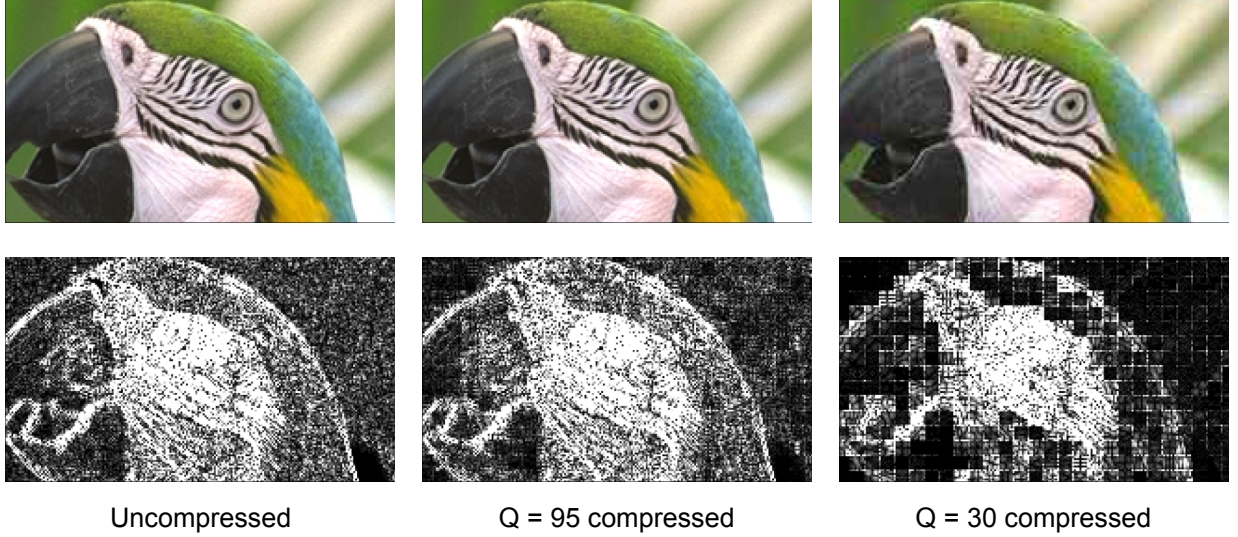 Uncompressed
Q = 95 compressed
Q = 30 compressed